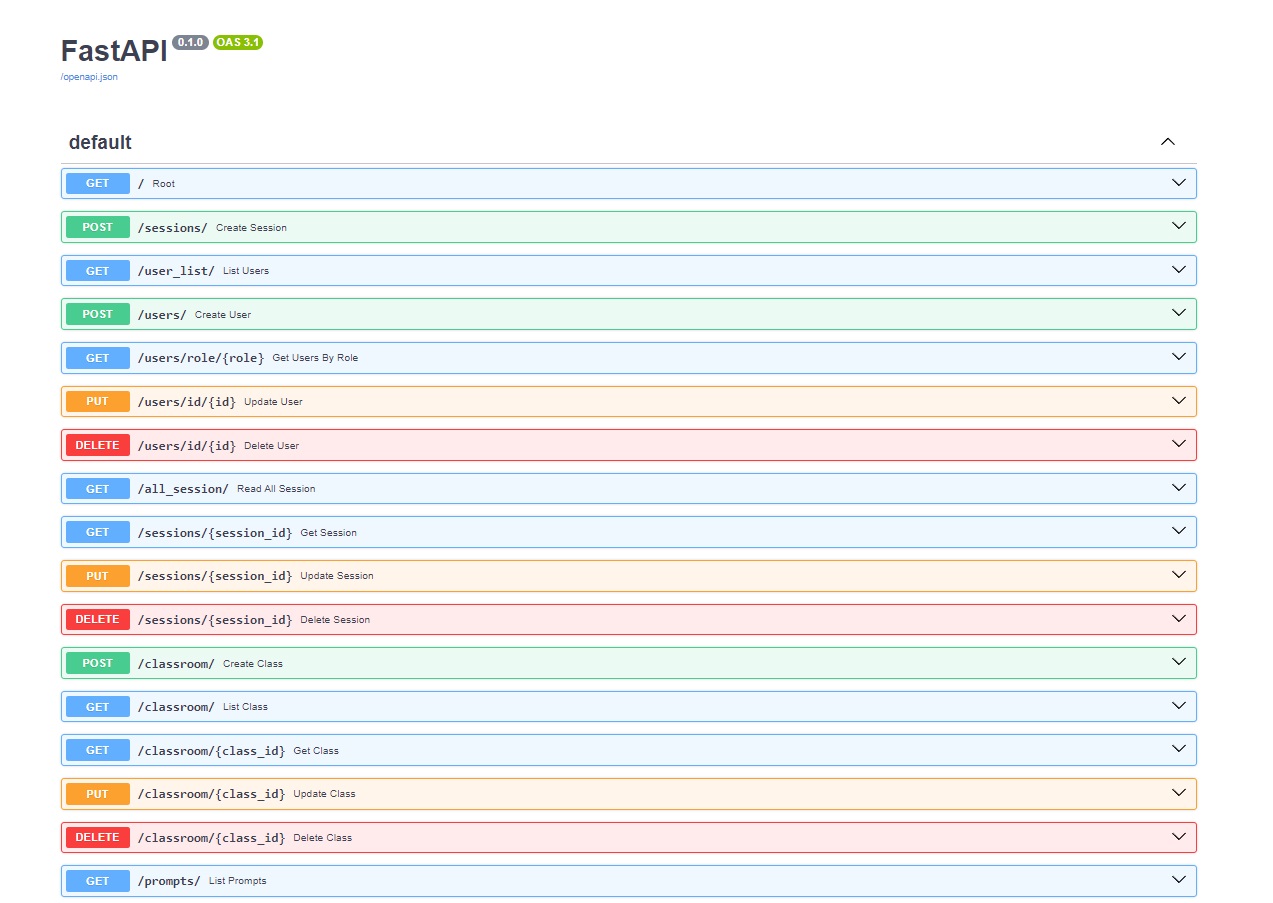 FastAPI 0.1.0 OAS 3.1
/openapi.json
default
GET / Root
POST /sessions/ Create Session
GET /user_list/ List Users
POST /users/ Create User
GET /users/role/{role} Get Users By Role
PUT /users/id/{id} Update User
DELETE /users/id/{id} Delete User
GET /all_session/ Read All Session
GET /sessions/{session_id} Get Session
PUT /sessions/{session_id} Update Session
DELETE /sessions/{session_id} Delete Session
POST /classroom/ Create Class
GET /classroom/ List Class
GET /classroom/{class_id} Get Class
PUT /classroom/{class_id} Update Class
DELETE /classroom/{class_id} Delete Class
GET /prompts/ List Prompts